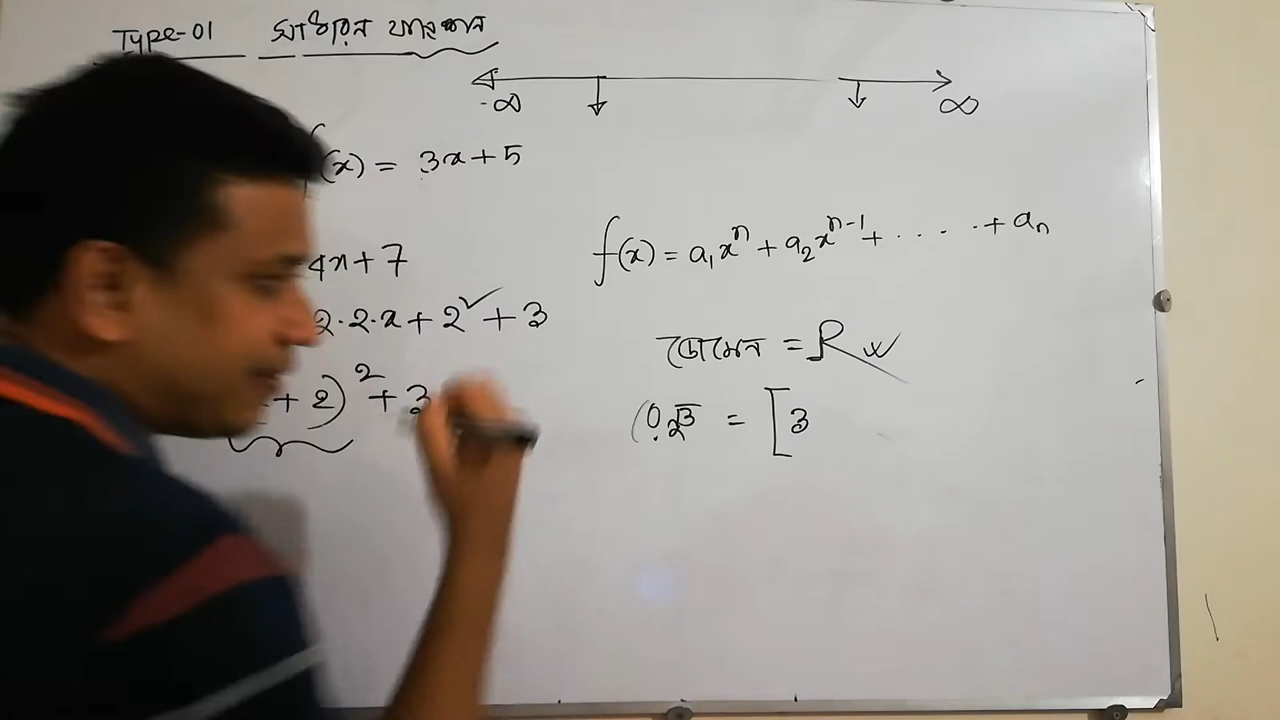 Type-01 সাধারন ফাংশন
-∞ ∞
f(x) = 3x+5
4x+7
f(x) = a₁xⁿ + a₂xⁿ⁻¹ + ..... + aₙ
2·2·x + 2² + 3
ডোমেন = R
+ 2)² + 3
= [3